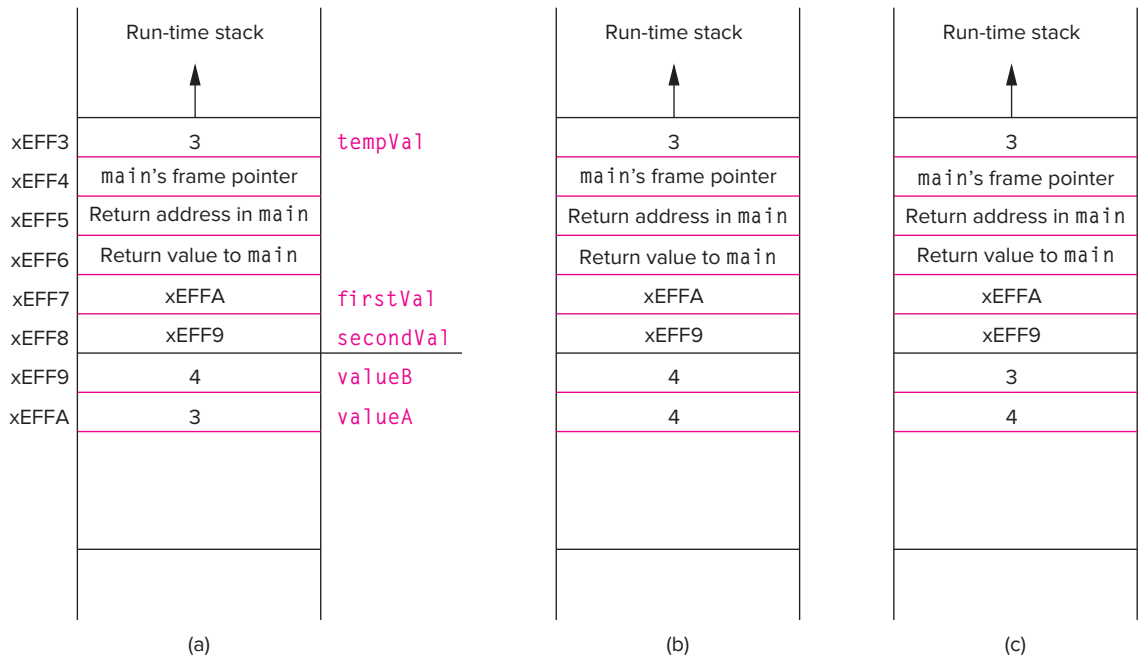 Run-time stack Run-time stack Run-time stack
xEFF3 3 tempVal 3 3
xEFF4 main's frame pointer main's frame pointer main's frame pointer
xEFF5 Return address in main Return address in main Return address in main
xEFF6 Return value to main Return value to main Return value to main
xEFF7 xEFFA firstVal xEFFA xEFFA
xEFF8 xEFF9 secondVal xEFF9 xEFF9
xEFF9 4 valueB 4 3
xEFFA 3 valueA 4 4
(a) (b) (c)